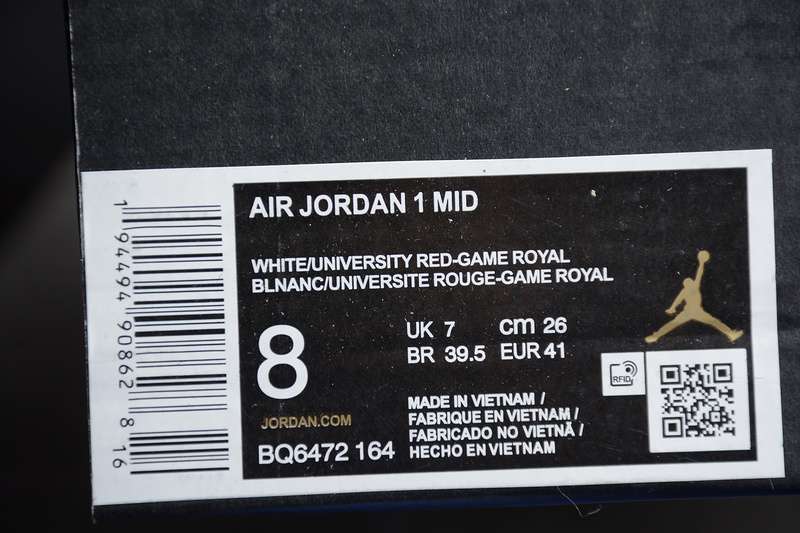 AIR JORDAN 1 MID
WHITE/UNIVERSITY RED-GAME ROYAL
BLNANC/UNIVERSITE ROUGE-GAME ROYAL
8
UK 7 cm 26
BR 39.5 EUR 41
RFID
JORDAN.COM
BQ6472 164
MADE IN VIETNAM /
FABRIQUE EN VIETNAM /
FABRICADO NO VIETNÃ /
HECHO EN VIETNAM
1 94494 90862 8 16